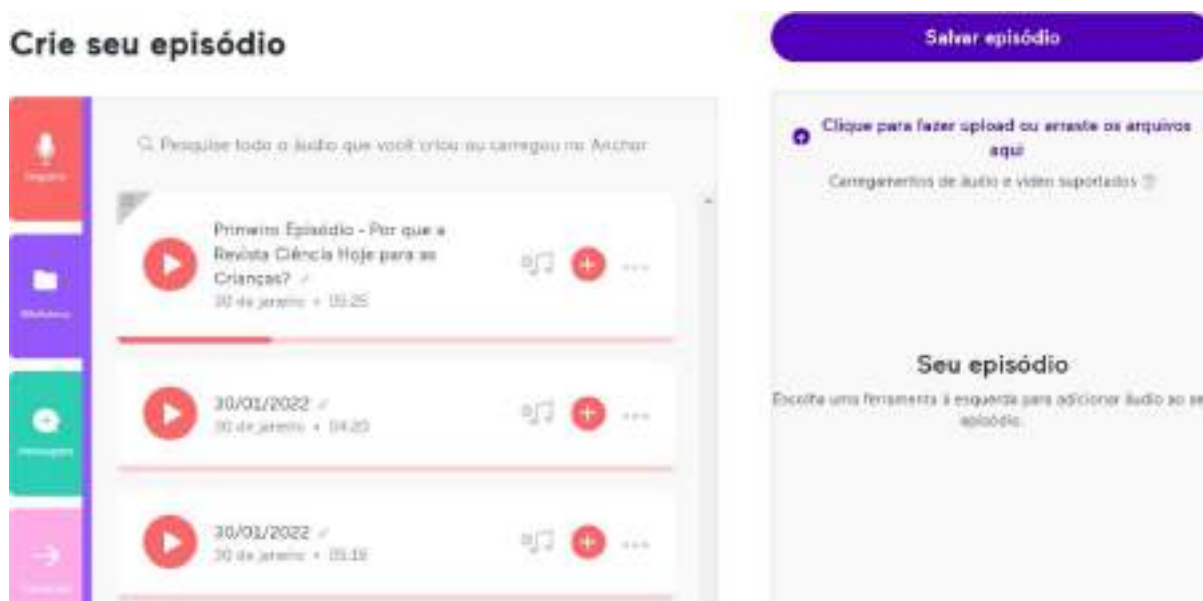 Crie seu episódio
Salvar episódio
Pesquise todo o áudio que você criou ou carregou no Anchor
Primeiro Episódio - Por que a
Revista Ciência Hoje para as
Crianças?
30 de janeiro • 05:25
30/01/2022
30 de janeiro • 04:20
30/01/2022
30 de janeiro •
Clique para fazer upload ou arraste os arquivos
aqui
Carregamentos de áudio e vídeo suportados
Seu episódio
Escolha uma ferramenta à esquerda para adicionar áudio ao se
episódio.
Biblioteca